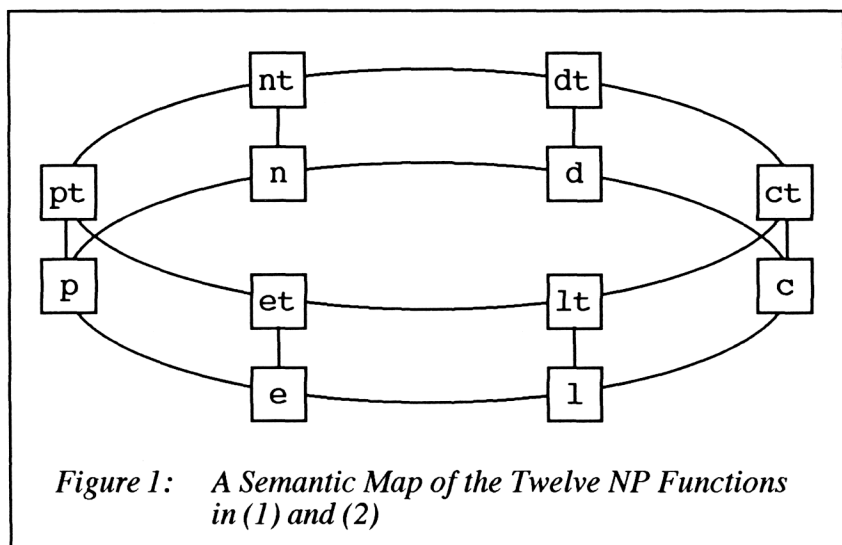 nt dt
n d
pt ct
p c
et lt
e l
Figure 1: A Semantic Map of the Twelve NP Functions
in (1) and (2)